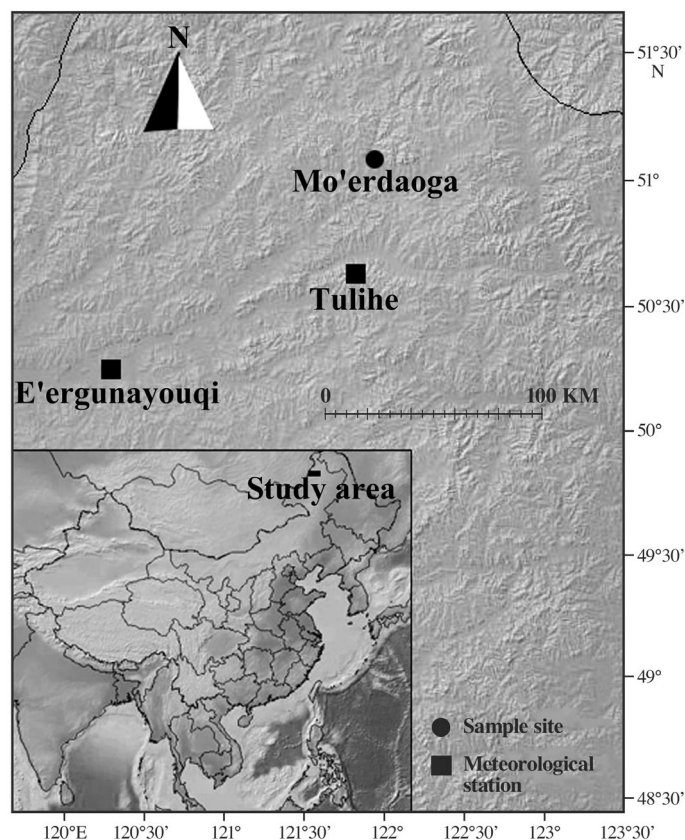 N
51°30'
N
Mo'erdaoga
51°
Tulihe
50°30'
E'ergunayouqi
0 100 KM
50°
Study area
49°30'
49°
Sample site
Meteorological
station
48°30'
120°E 120°30' 121° 121°30' 122° 122°30' 123° 123°30'